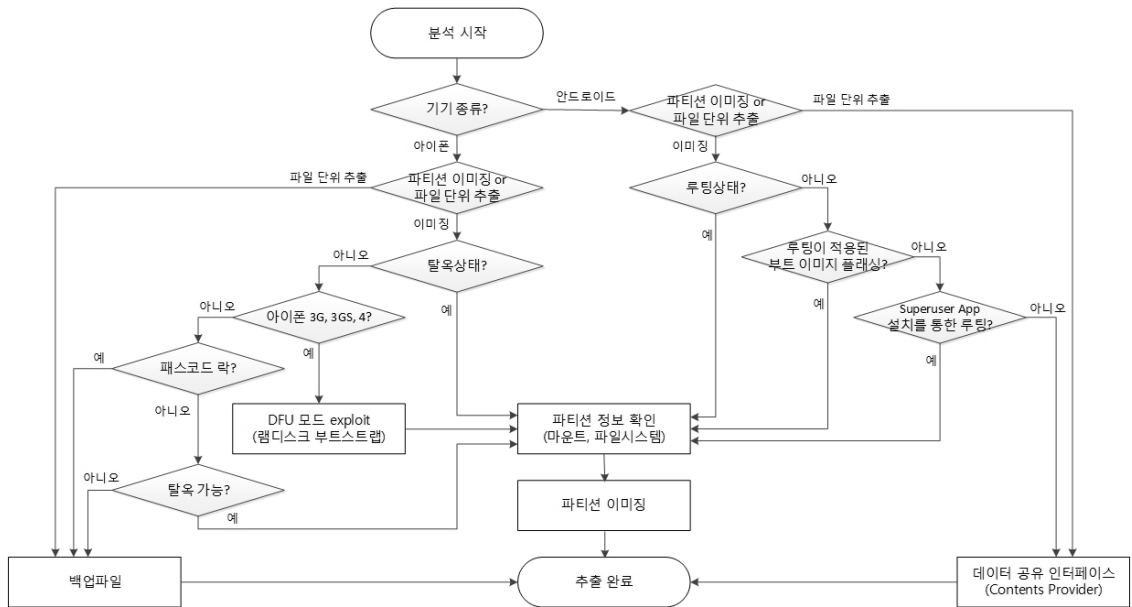 분석 시작
기기 종류?
안드로이드
파티션 이미징 or
파일 단위 추출
파일 단위 추출
아이폰
이미징
파일 단위 추출
파티션 이미징 or
파일 단위 추출
루팅상태?
아니오
이미징
예
아니오
탈옥상태?
루팅이 적용된
부트 이미지 플래싱?
아니오
아니오
아이폰 3G, 3GS, 4?
예
예
Superuser App
설치를 통한 루팅?
아니오
예
패스코드 락?
예
예
아니오
DFU 모드 exploit
(램디스크 부트스트랩)
파티션 정보 확인
(마운트, 파일시스템)
아니오
탈옥 가능?
예
파티션 이미징
백업파일
추출 완료
데이터 공유 인터페이스
(Contents Provider)